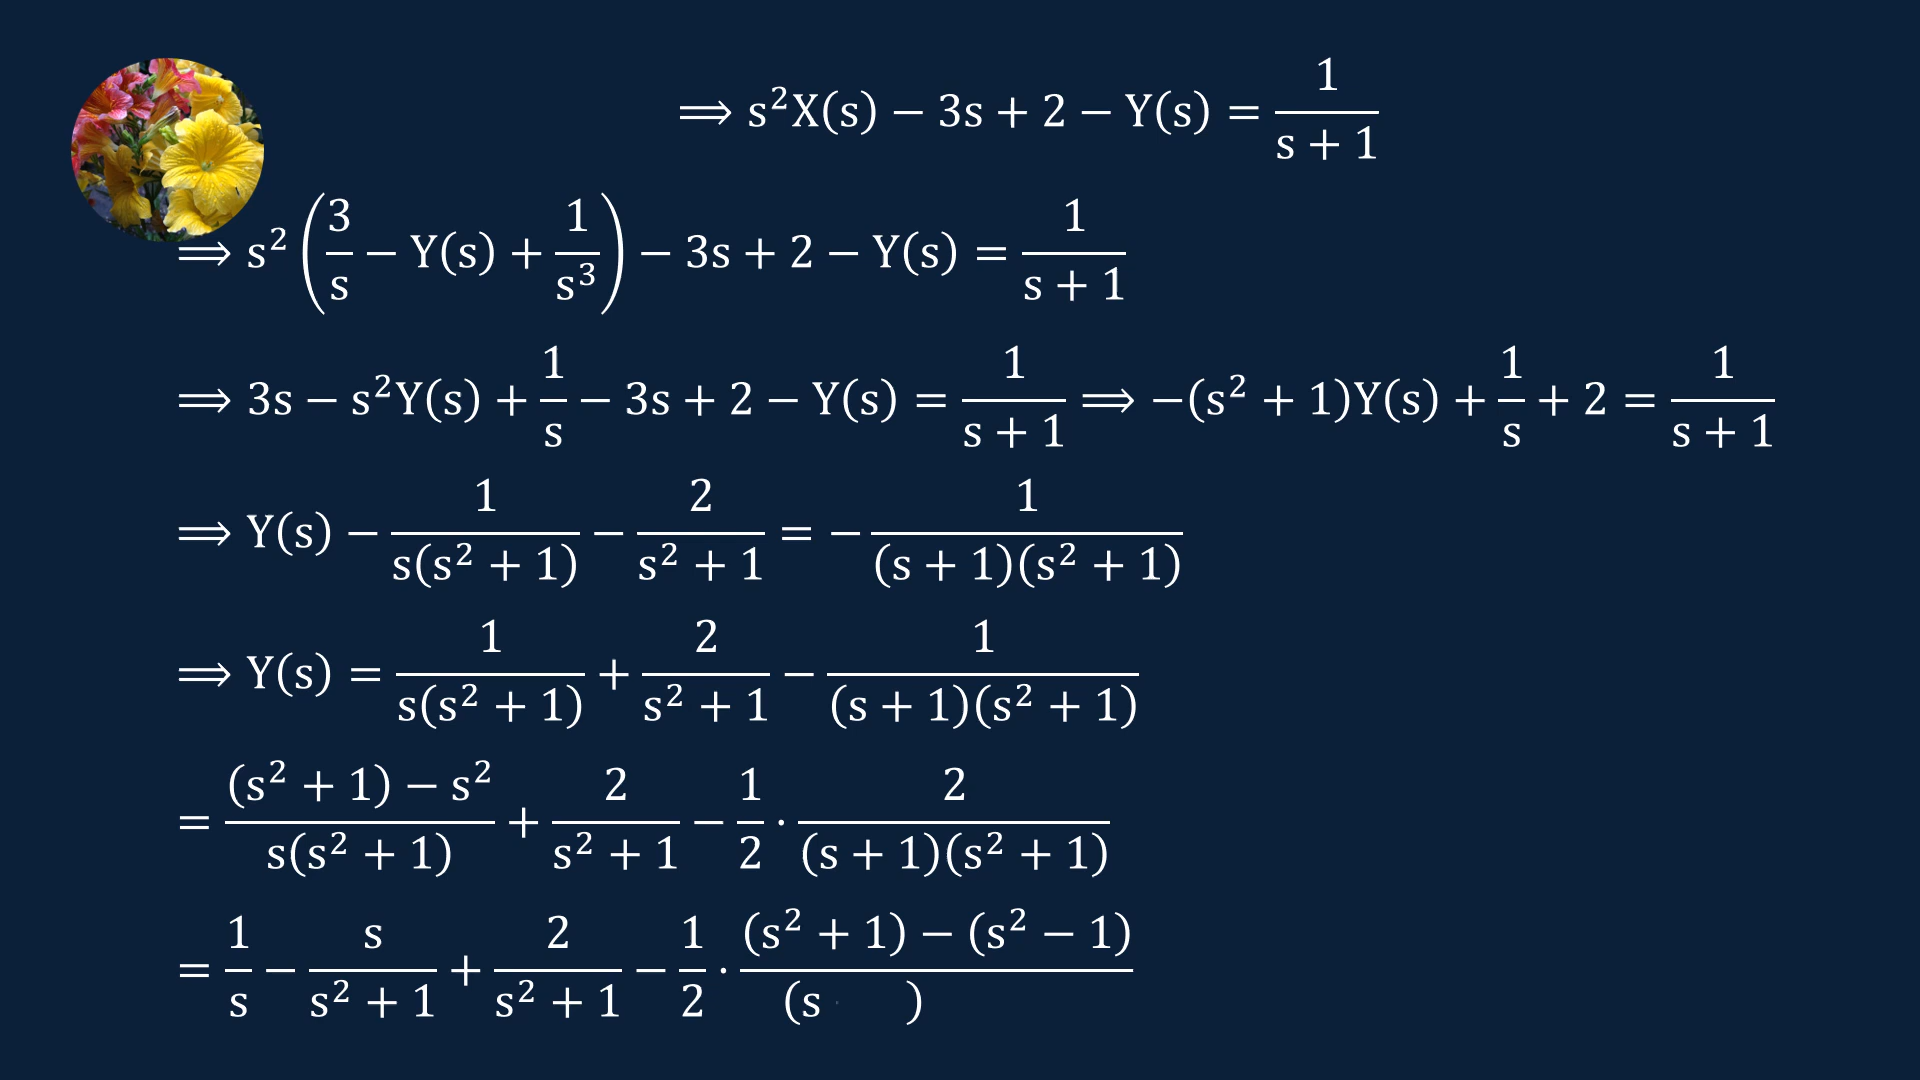 ⟹ s²X(s) − 3s + 2 − Y(s) = 1/(s + 1)
⟹ s²(3/s − Y(s) + 1/s³) − 3s + 2 − Y(s) = 1/(s + 1)
⟹ 3s − s²Y(s) + 1/s − 3s + 2 − Y(s) = 1/(s + 1) ⟹ −(s² + 1)Y(s) + 1/s + 2 = 1/(s + 1)
⟹ Y(s) − 1/(s(s² + 1)) − 2/(s² + 1) = − 1/((s + 1)(s² + 1))
⟹ Y(s) = 1/(s(s² + 1)) + 2/(s² + 1) − 1/((s + 1)(s² + 1))
= ((s² + 1) − s²)/(s(s² + 1)) + 2/(s² + 1) − 1/2 · 2/((s + 1)(s² + 1))
= 1/s − s/(s² + 1) + 2/(s² + 1) − 1/2 · ((s² + 1) − (s² − 1))/(s )